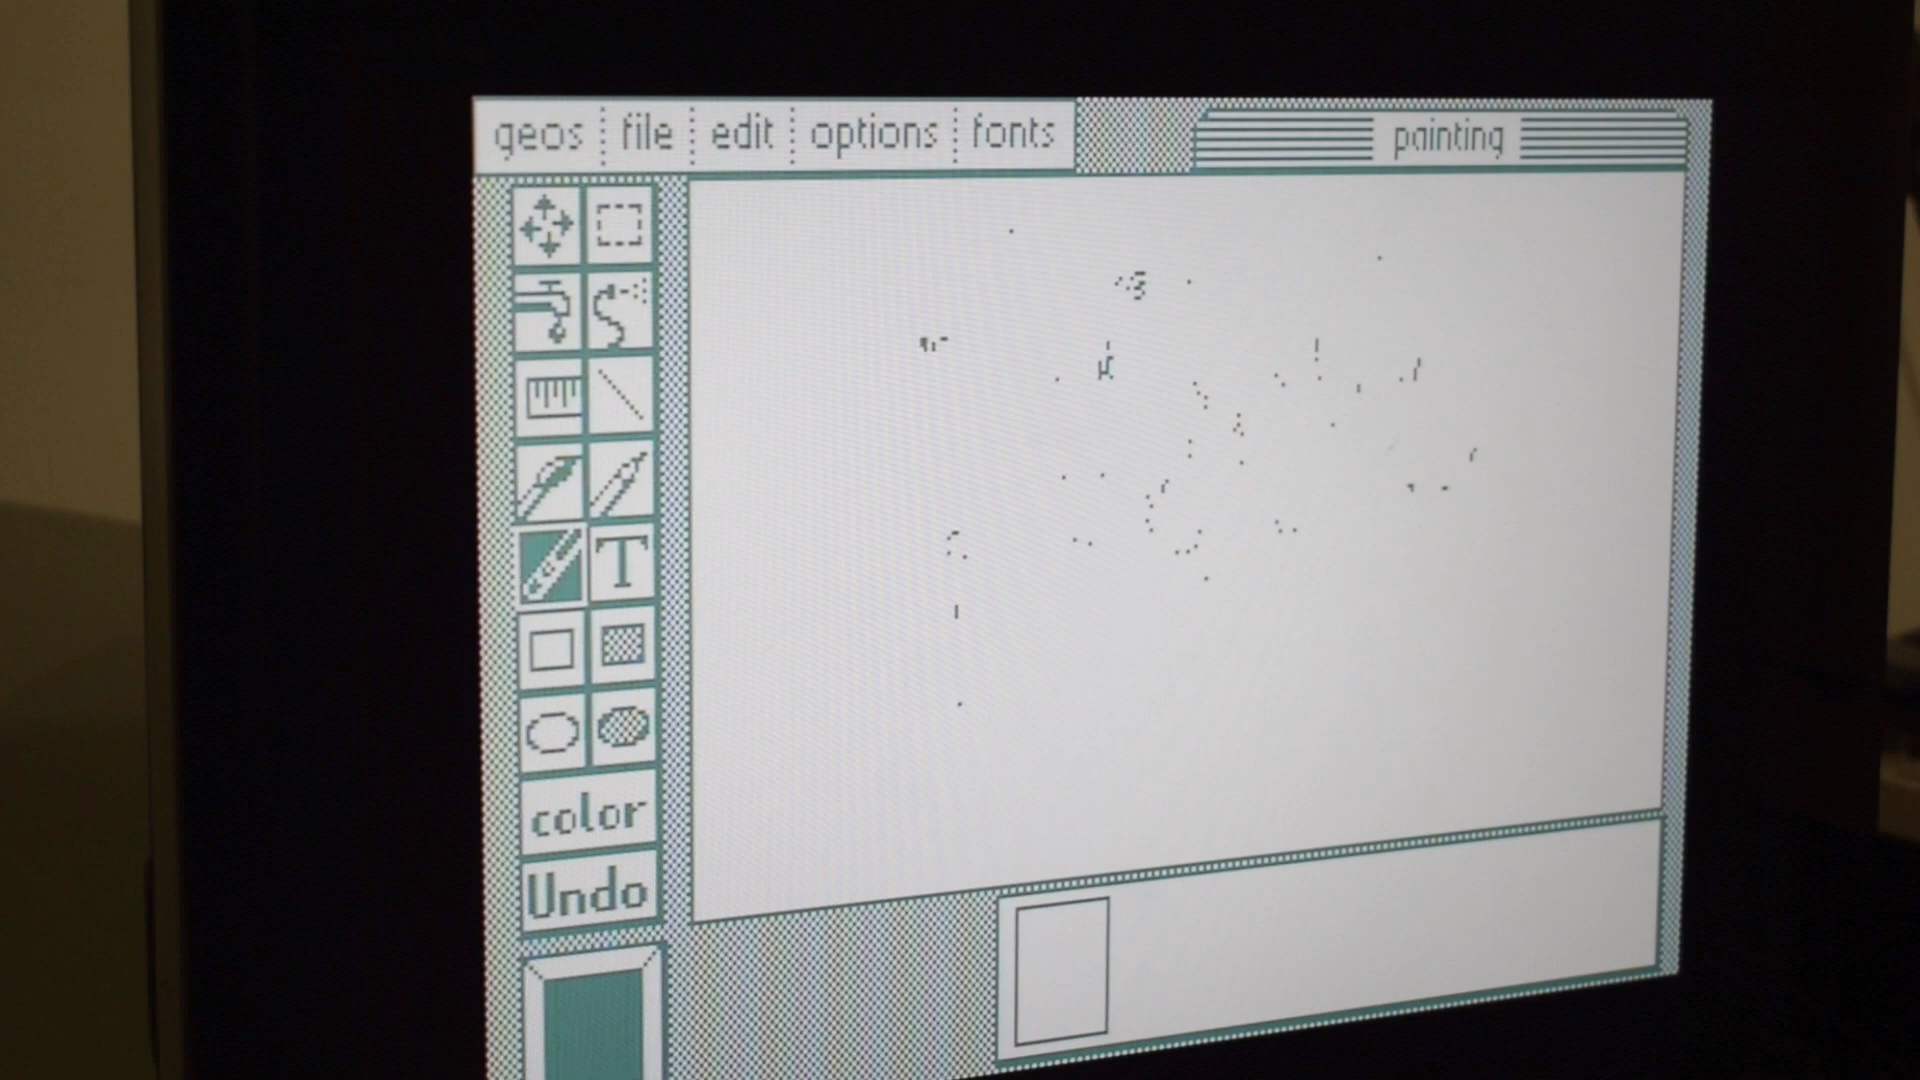 geos file edit options fonts
painting
T
color
Undo